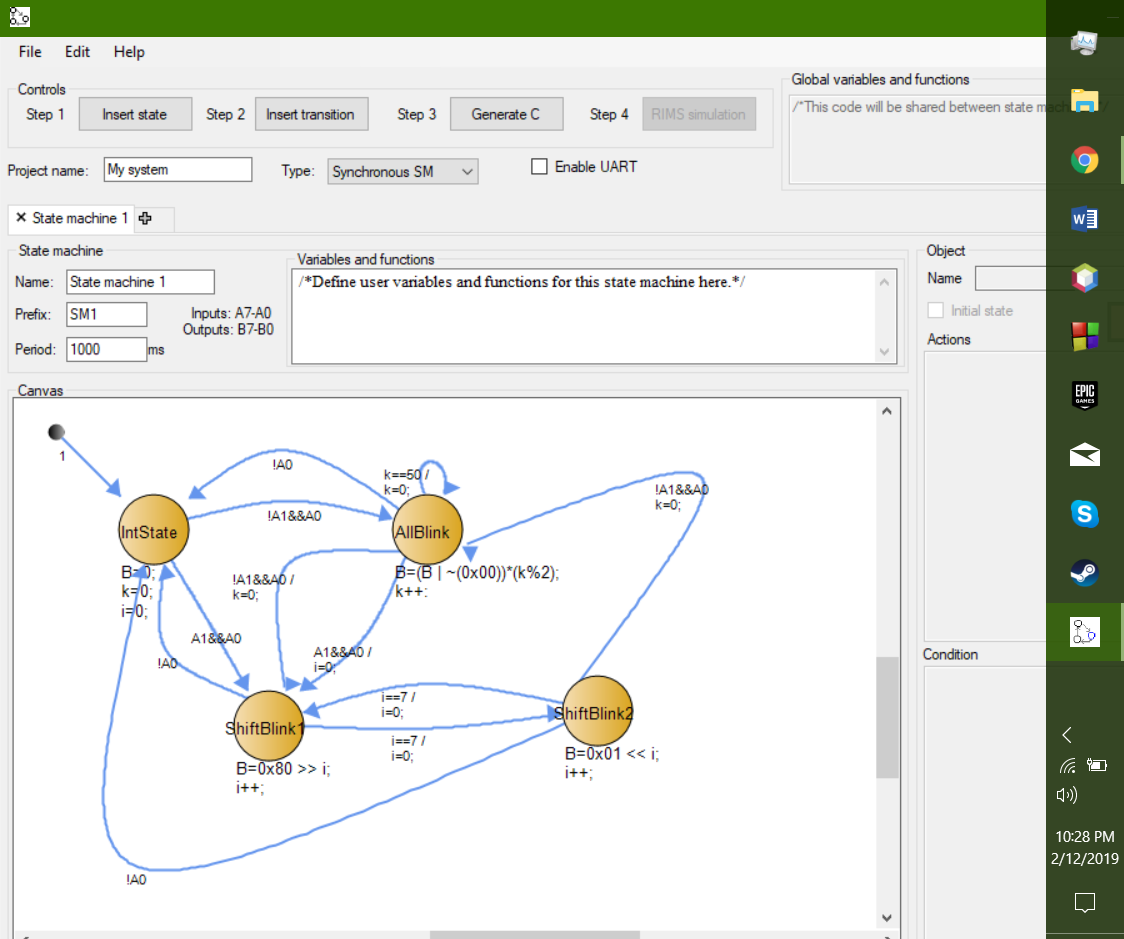 File Edit Help
Controls
Step 1 Insert state Step 2 Insert transition Step 3 Generate C Step 4 RIMS simulation
Global variables and functions
/*This code will be shared between state mach
Project name: My system Type: Synchronous SM Enable UART
State machine 1
State machine
Name: State machine 1
Prefix: SM1
Inputs: A7-A0
Outputs: B7-B0
Period: 1000 ms
Variables and functions
/*Define user variables and functions for this state machine here.*/
Object
Name
Initial state
Actions
Condition
Canvas
1
!A0
k==50 /
k=0;
!A1&&A0
!A1&&A0
k=0;
IntState
AllBlink
B=0;
k=0;
i=0;
B=(B | ~(0x00))*(k%2);
k++;
!A1&&A0 /
k=0;
A1&&A0
A1&&A0 /
i=0;
!A0
i==7 /
i=0;
ShiftBlink1
ShiftBlink2
i==7 /
i=0;
B=0x80 >> i;
i++;
B=0x01 << i;
i++;
!A0
EPIC
GAMES
10:28 PM
2/12/2019